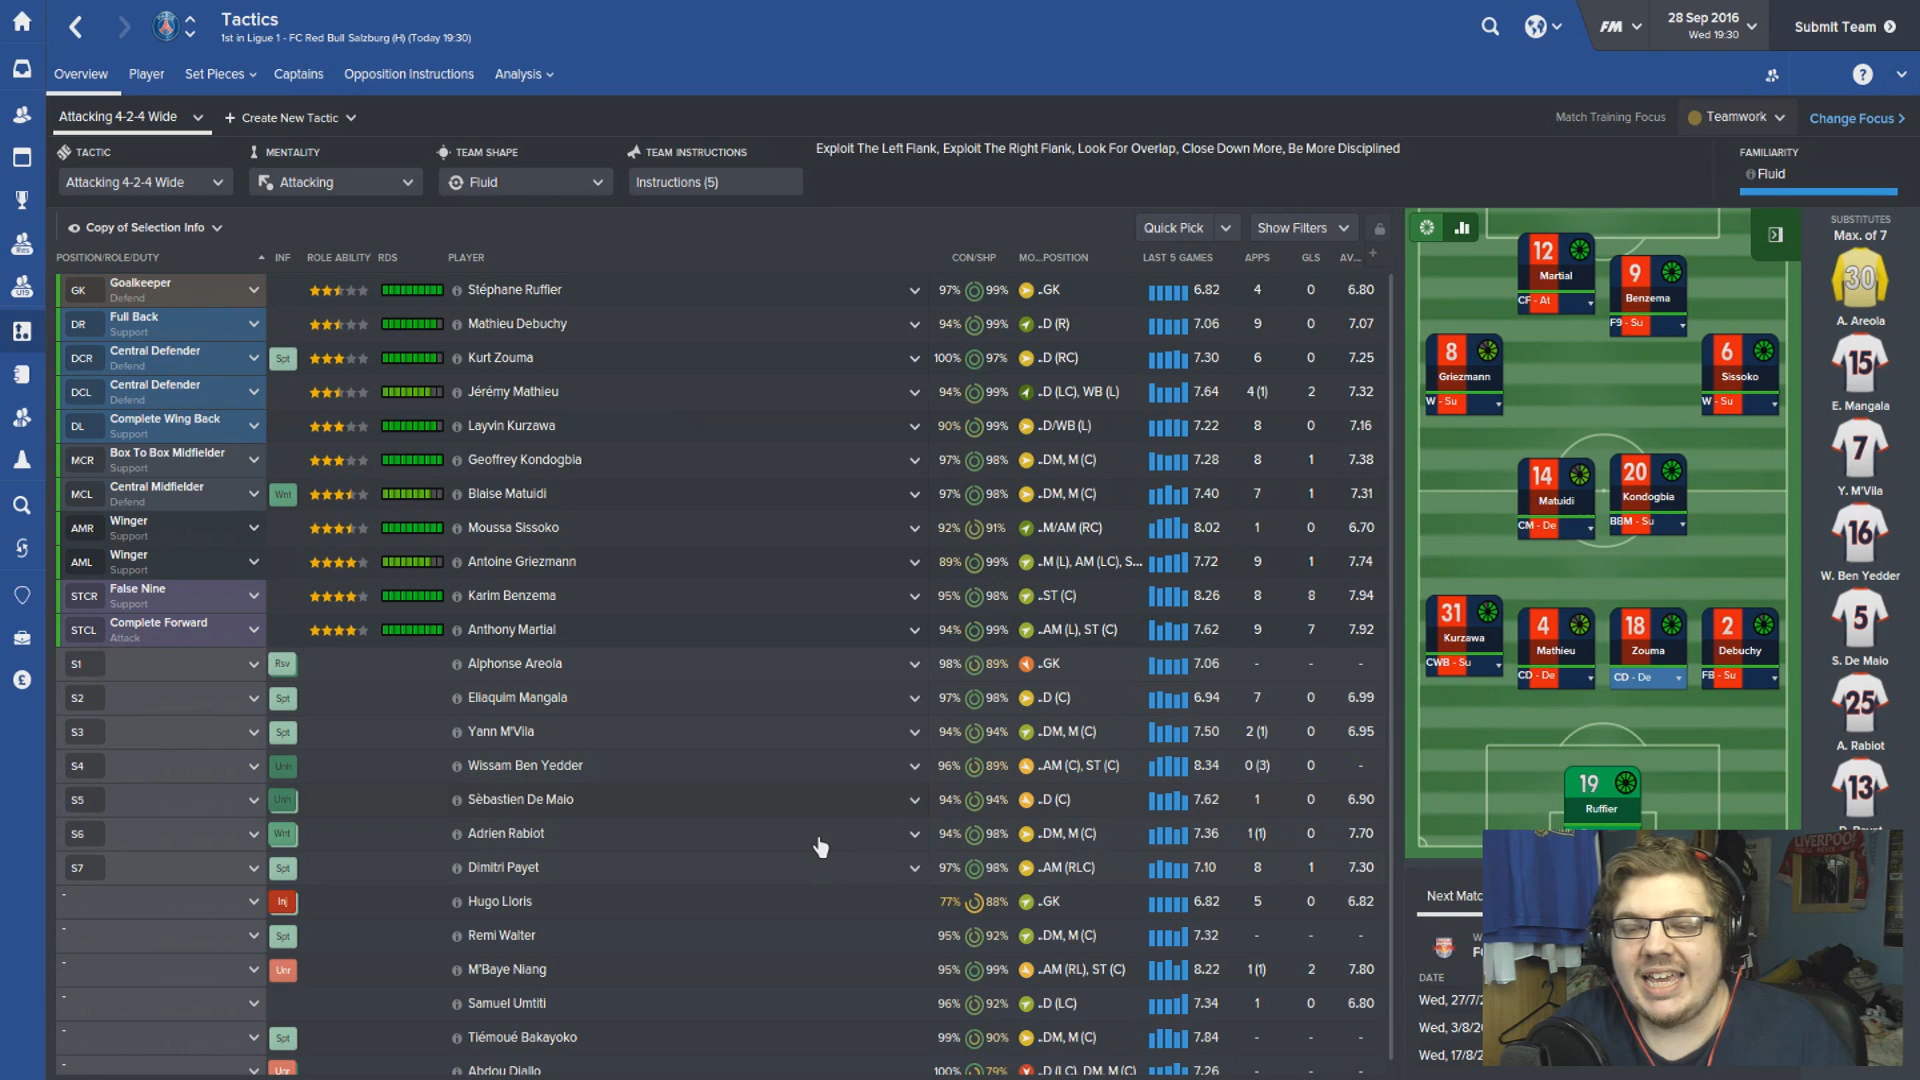 Tactics
1st in Ligue 1 - FC Red Bull Salzburg (H) (Today 19:30)
FM
28 Sep 2016
Wed 19:30
Submit Team
Overview Player Set Pieces Captains Opposition Instructions Analysis
?
Attacking 4-2-4 Wide + Create New Tactic
Match Training Focus Teamwork Change Focus >
TACTIC MENTALITY TEAM SHAPE TEAM INSTRUCTIONS
Exploit The Left Flank, Exploit The Right Flank, Look For Overlap, Close Down More, Be More Disciplined
FAMILIARITY
Fluid
Attacking 4-2-4 Wide Attacking Fluid Instructions (5)
Copy of Selection Info Quick Pick Show Filters
POSITION/ROLE/DUTY INF ROLE ABILITY RDS PLAYER CON/SHP MO... POSITION LAST 5 GAMES APPS GLS AV...
GK Goalkeeper Defend Stéphane Ruffier 97% 99% ..GK 6.82 4 0 6.80
DR Full Back Support Mathieu Debuchy 94% 99% ..D (R) 7.06 9 0 7.07
DCR Central Defender Defend Spt Kurt Zouma 100% 97% ..D (RC) 7.30 6 0 7.25
DCL Central Defender Defend Jérémy Mathieu 94% 99% ..D (LC), WB (L) 7.64 4 (1) 2 7.32
DL Complete Wing Back Support Layvin Kurzawa 90% 99% ..D/WB (L) 7.22 8 0 7.16
MCR Box To Box Midfielder Support Geoffrey Kondogbia 97% 98% ..DM, M (C) 7.28 8 1 7.38
MCL Central Midfielder Defend Wnt Blaise Matuidi 97% 98% ..DM, M (C) 7.40 7 1 7.31
AMR Winger Support Moussa Sissoko 92% 91% ..M/AM (RC) 8.02 1 0 6.70
AML Winger Support Antoine Griezmann 89% 99% ..M (L), AM (LC), S... 7.72 9 1 7.74
STCR False Nine Support Karim Benzema 95% 98% ..ST (C) 8.26 8 8 7.94
STCL Complete Forward Attack Anthony Martial 94% 99% ..AM (L), ST (C) 7.62 9 7 7.92
S1 Rsv Alphonse Areola 98% 89% ..GK 7.06 - - -
S2 Spt Eliaquim Mangala 97% 98% ..D (C) 6.94 7 0 6.99
S3 Spt Yann M'Vila 94% 94% ..DM, M (C) 7.50 2 (1) 0 6.95
S4 Unh Wissam Ben Yedder 96% 89% ..AM (C), ST (C) 8.34 0 (3) 0 -
S5 Unh Sèbastien De Maio 94% 94% ..D (C) 7.62 1 0 6.90
S6 Wnt Adrien Rabiot 94% 98% ..DM, M (C) 7.36 1 (1) 0 7.70
S7 Spt Dimitri Payet 97% 98% ..AM (RLC) 7.10 8 1 7.30
- Inj Hugo Lloris 77% 88% ..GK 6.82 5 0 6.82
- Spt Remi Walter 95% 92% ..DM, M (C) 7.32 - - -
- Unr M'Baye Niang 95% 99% ..AM (RL), ST (C) 8.22 1 (1) 2 7.80
- Samuel Umtiti 96% 92% ..D (LC) 7.34 1 0 6.80
- Spt Tiémoué Bakayoko 99% 90% ..DM, M (C) 7.84 - - -
Unr Abdou Diallo 100% 79% ..D (LC), DM, M (C) 7.26 - - -
12 Martial CF - At
9 Benzema F9 - Su
8 Griezmann W - Su
6 Sissoko W - Su
14 Matuidi CM - De
20 Kondogbia BBM - Su
31 Kurzawa CWB - Su
4 Mathieu CD - De
18 Zouma CD - De
2 Debuchy FB - Su
19 Ruffier
SUBSTITUTES
Max. of 7
30
A. Areola
15
E. Mangala
7
Y. M'Vila
16
W. Ben Yedder
5
S. De Maio
25
A. Rabiot
13
D. Payet
Next Matc
DATE
Wed, 27/7/2
Wed, 3/8/20
Wed, 17/8/2
LIVERPOOL